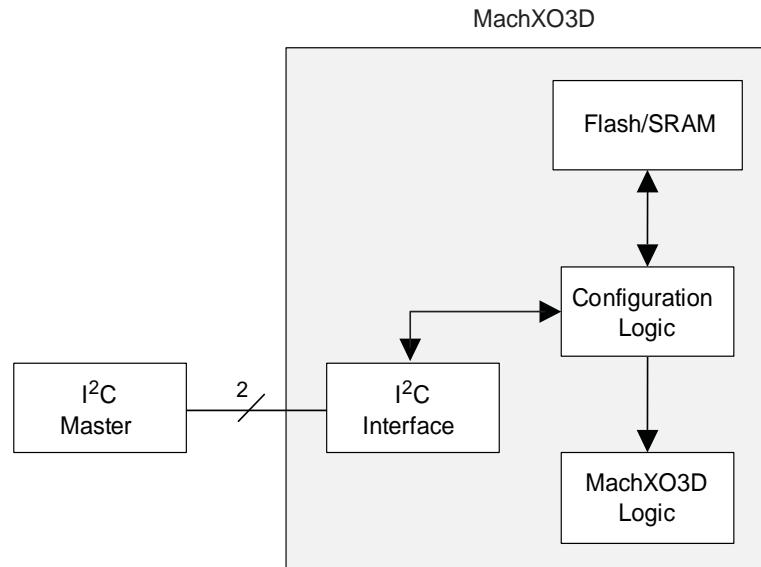 MachXO3D
Flash/SRAM
Configuration
Logic
2
I²C
Master
I²C
Interface
MachXO3D
Logic